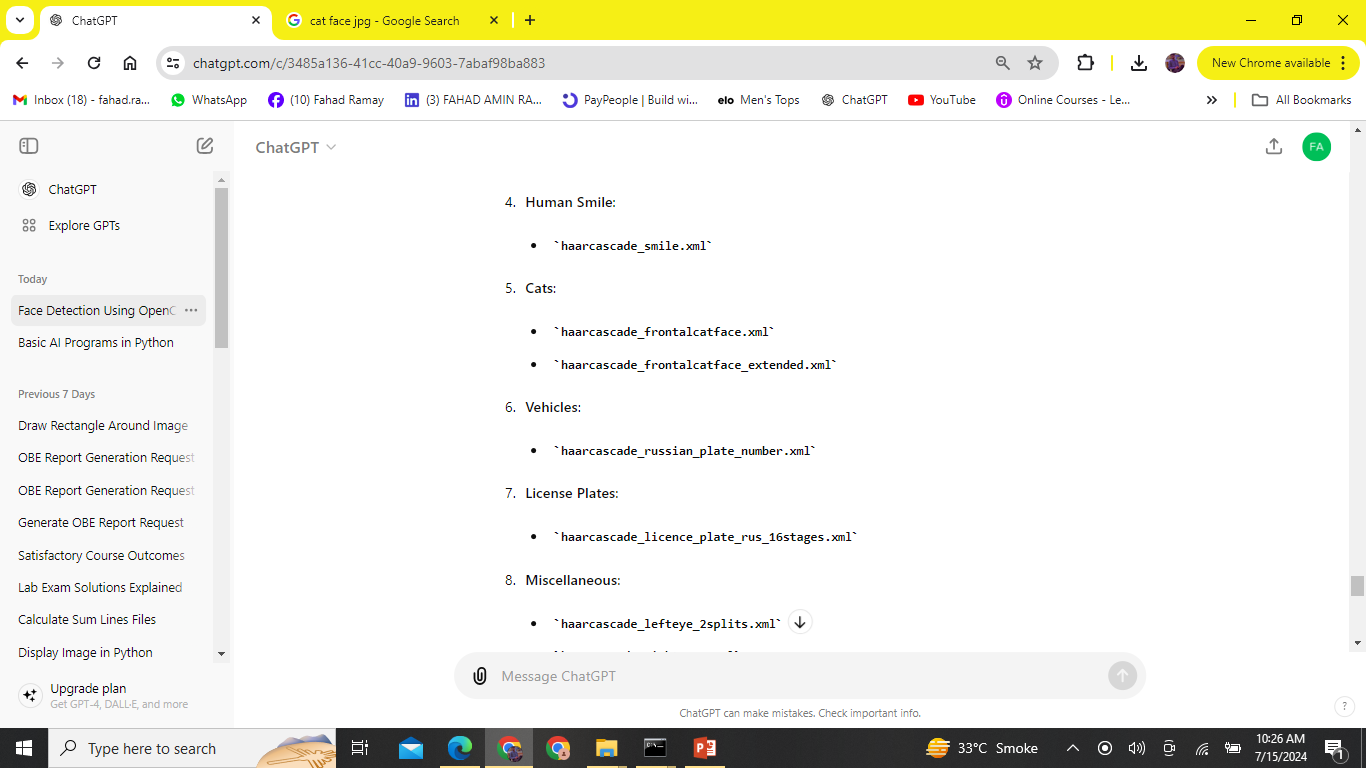 ChatGPT
cat face jpg - Google Search
chatgpt.com/c/3485a136-41cc-40a9-9603-7abaf98ba883
New Chrome available
Inbox (18) - fahad.ra...
WhatsApp
(10) Fahad Ramay
(3) FAHAD AMIN RA...
PayPeople | Build wi...
elo Men's Tops
ChatGPT
YouTube
Online Courses - Le...
All Bookmarks
ChatGPT
FA
ChatGPT
Explore GPTs
Today
Face Detection Using OpenC
Basic AI Programs in Python
Previous 7 Days
Draw Rectangle Around Image
OBE Report Generation Request
OBE Report Generation Request
Generate OBE Report Request
Satisfactory Course Outcomes
Lab Exam Solutions Explained
Calculate Sum Lines Files
Display Image in Python
Upgrade plan
Get GPT-4, DALL·E, and more
4. Human Smile:
• `haarcascade_smile.xml`
5. Cats:
• `haarcascade_frontalcatface.xml`
• `haarcascade_frontalcatface_extended.xml`
6. Vehicles:
• `haarcascade_russian_plate_number.xml`
7. License Plates:
• `haarcascade_licence_plate_rus_16stages.xml`
8. Miscellaneous:
• `haarcascade_lefteye_2splits.xml`
Message ChatGPT
ChatGPT can make mistakes. Check important info.
?
Type here to search
33°C Smoke
10:26 AM
7/15/2024
1